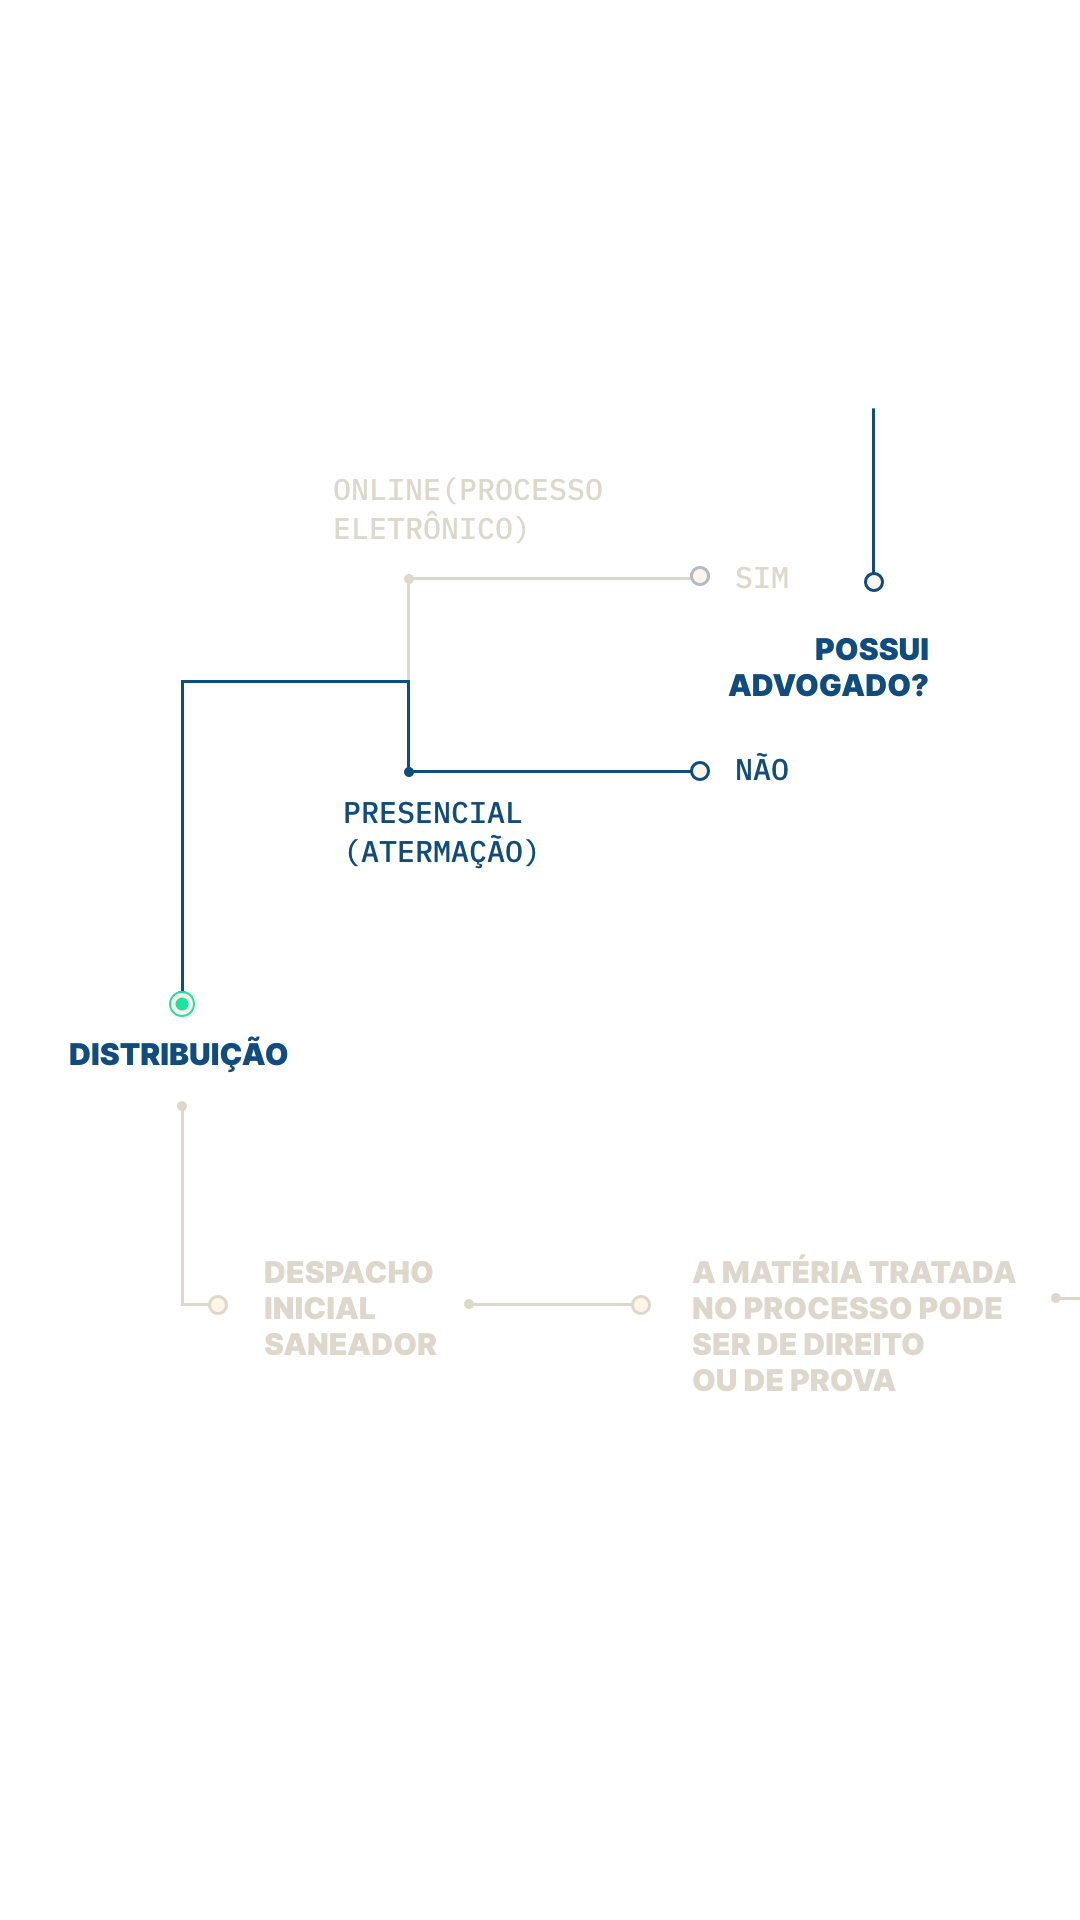 ONLINE(PROCESSO
ELETRÔNICO)
SIM
POSSUI
ADVOGADO?
NÃO
PRESENCIAL
(ATERMAÇÃO)
DISTRIBUIÇÃO
DESPACHO
INICIAL
SANEADOR
A MATÉRIA TRATADA
NO PROCESSO PODE
SER DE DIREITO
OU DE PROVA